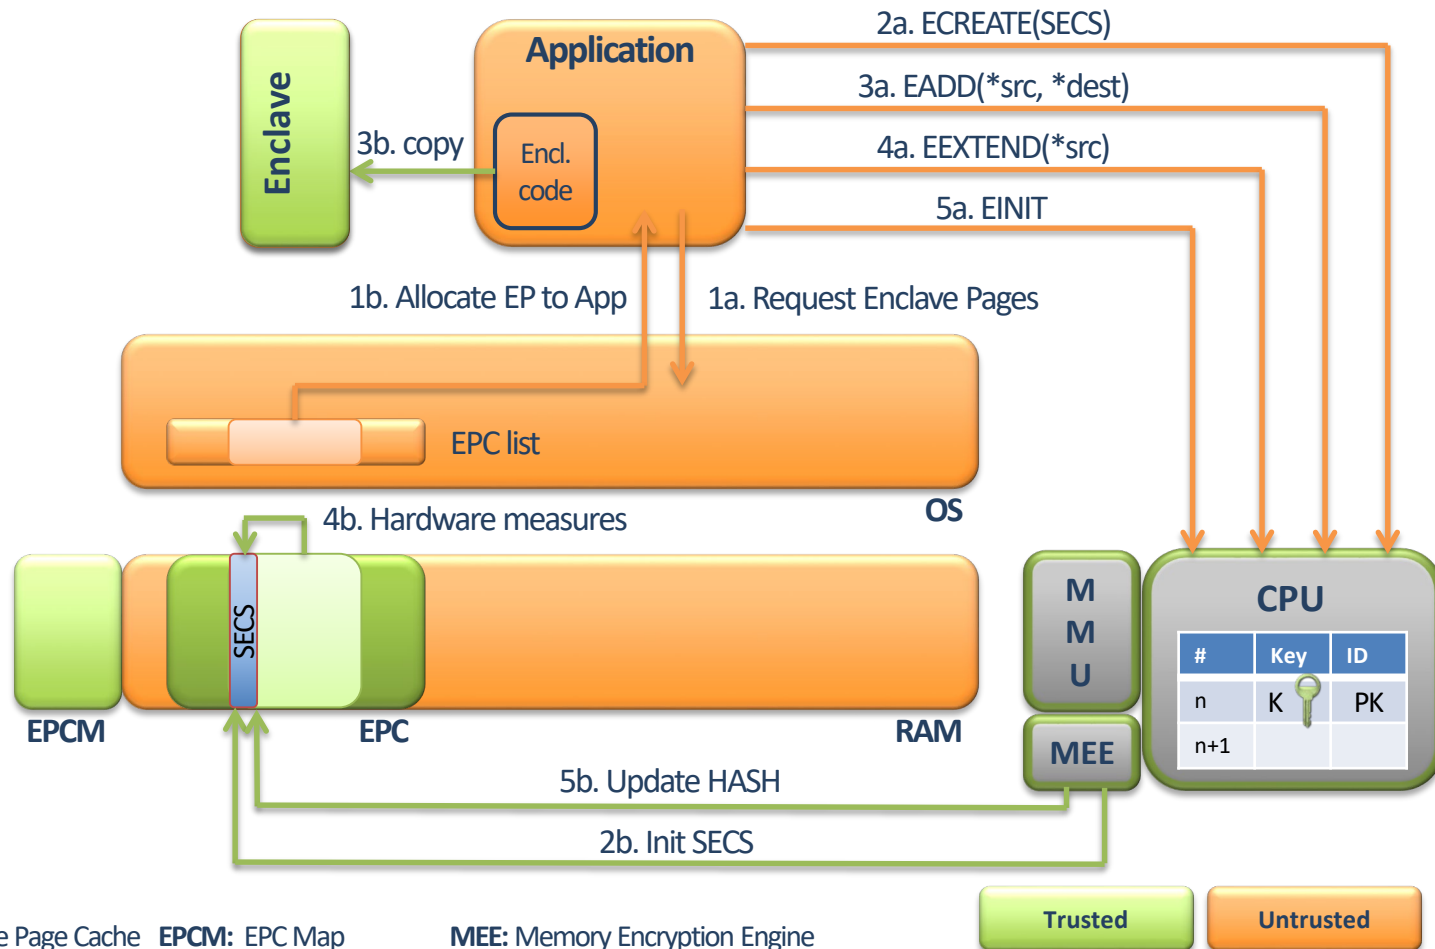 2a. ECREATE(SECS)
Application
3a. EADD(*src, *dest)
Enclave
3b. copy
Encl.
code
4a. EEXTEND(*src)
5a. EINIT
1b. Allocate EP to App
1a. Request Enclave Pages
EPC list
OS
4b. Hardware measures
SECS
M
M
U
CPU
# Key ID
n K PK
n+1
EPCM
EPC
RAM
MEE
5b. Update HASH
2b. Init SECS
Trusted
Untrusted
e Page Cache EPCM: EPC Map MEE: Memory Encryption Engine